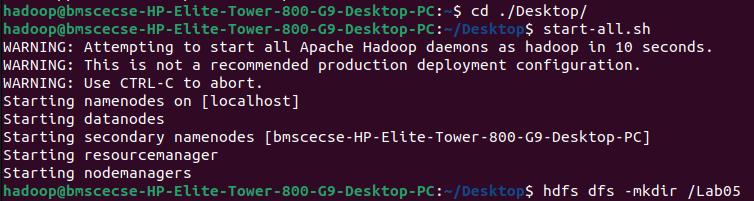 hadoop@bmscecse-HP-Elite-Tower-800-G9-Desktop-PC:~$ cd ./Desktop/
hadoop@bmscecse-HP-Elite-Tower-800-G9-Desktop-PC:~/Desktop$ start-all.sh
WARNING: Attempting to start all Apache Hadoop daemons as hadoop in 10 seconds.
WARNING: This is not a recommended production deployment configuration.
WARNING: Use CTRL-C to abort.
Starting namenodes on [localhost]
Starting datanodes
Starting secondary namenodes [bmscecse-HP-Elite-Tower-800-G9-Desktop-PC]
Starting resourcemanager
Starting nodemanagers
hadoop@bmscecse-HP-Elite-Tower-800-G9-Desktop-PC:~/Desktop$ hdfs dfs -mkdir /Lab05